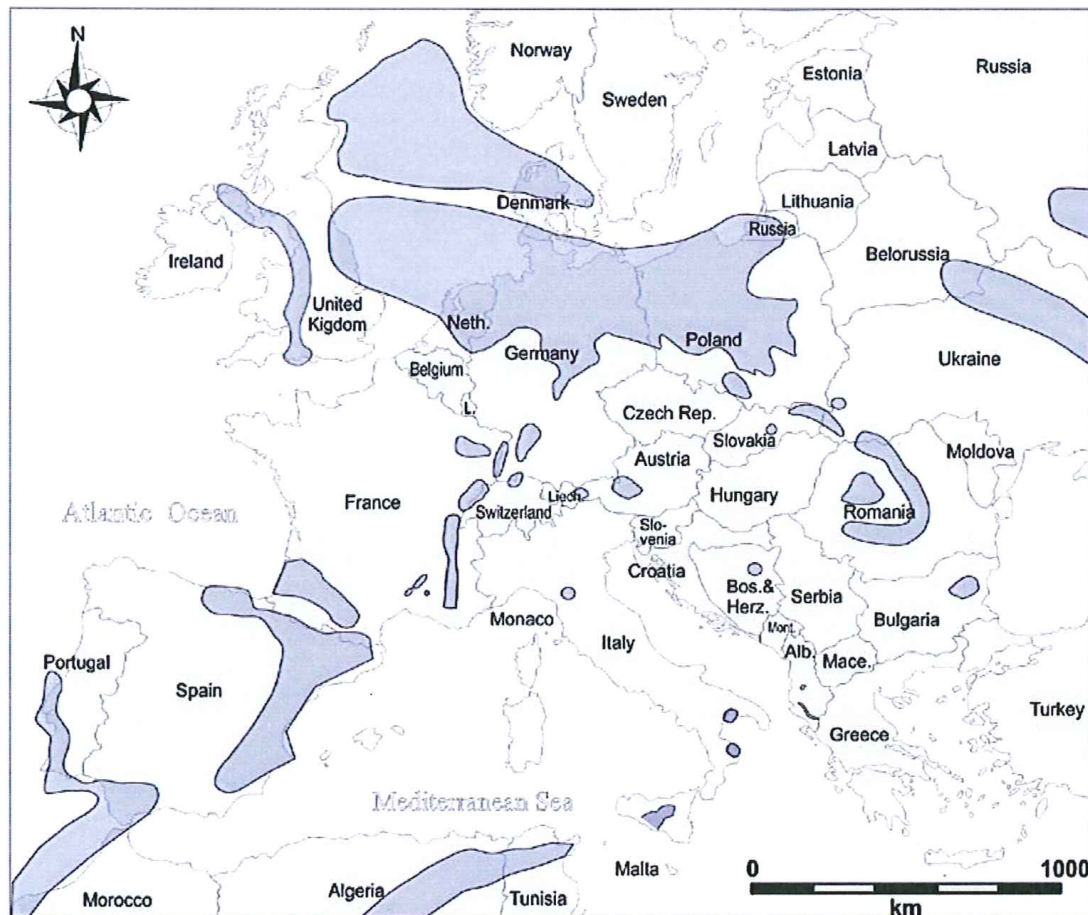 Norway
Sweden
Estonia
Russia
Latvia
Lithuania
Russia
Denmark
Belorussia
Ireland
United
Kigdom
Neth.
Germany
Poland
Ukraine
Belgium
L.
Czech Rep.
Slovakia
Moldova
Austria
Hungary
France
Liech.
Switzerland
Romania
Atlantic Ocean
Slo-
venia
Croatia
Bos.&
Herz.
Serbia
Bulgaria
Monaco
Italy
Mont.
Alb.
Mace.
Portugal
Spain
Greece
Turkey
Mediterranean Sea
Malta
0 1000
km
Morocco
Algeria
Tunisia